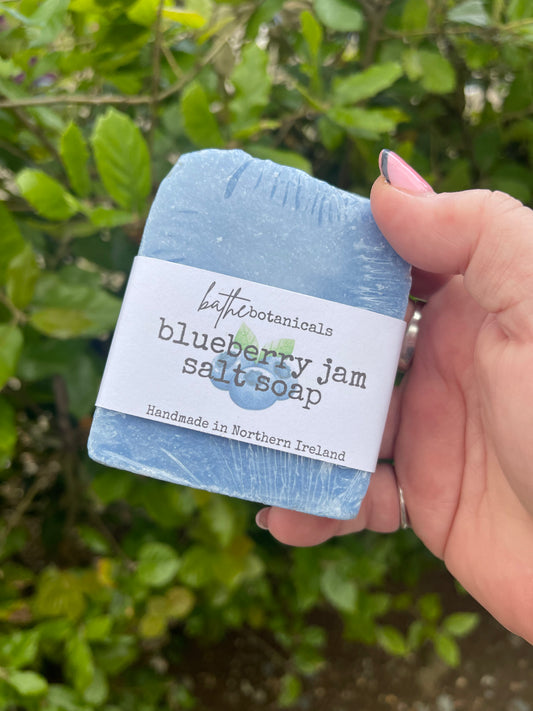 bathe botanicals
blueberry jam
salt soap
Handmade in Northern Ireland